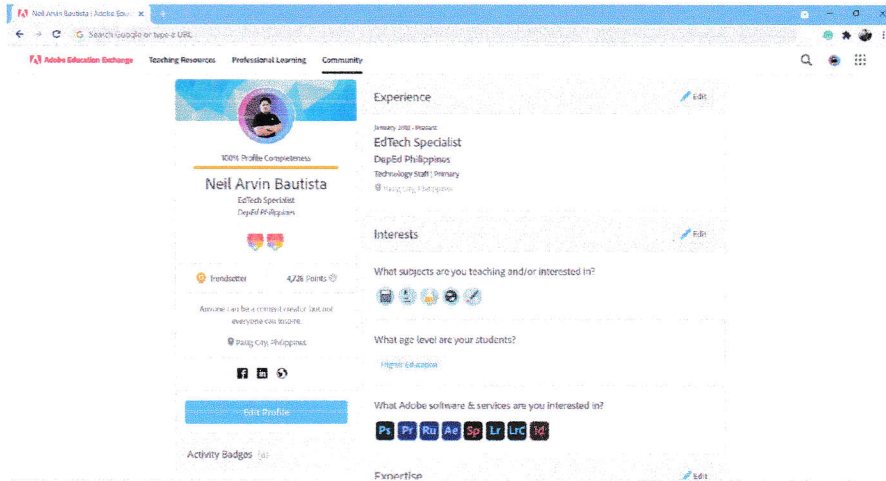 Neil Arvin Bautista | Adobe Edu
Search Google or type a URL
Adobe Education Exchange Teaching Resources Professional Learning Community
100% Profile Completeness
Neil Arvin Bautista
EdTech Specialist
DepEd Philippines
Trendsetter 4,726 Points
Anyone can be a content creator but not
everyone can inspire.
Pasig City, Philippines
Edit Profile
Activity Badges
Experience Edit
January - Present
EdTech Specialist
DepEd Philippines
Technology Staff | Primary
Pasig City, Philippines
Interests Edit
What subjects are you teaching and/or interested in?
What age level are your students?
Higher Education
What Adobe software & services are you interested in?
Ps Pr Ru Ae Sp Lr LrC Id
Expertise Edit